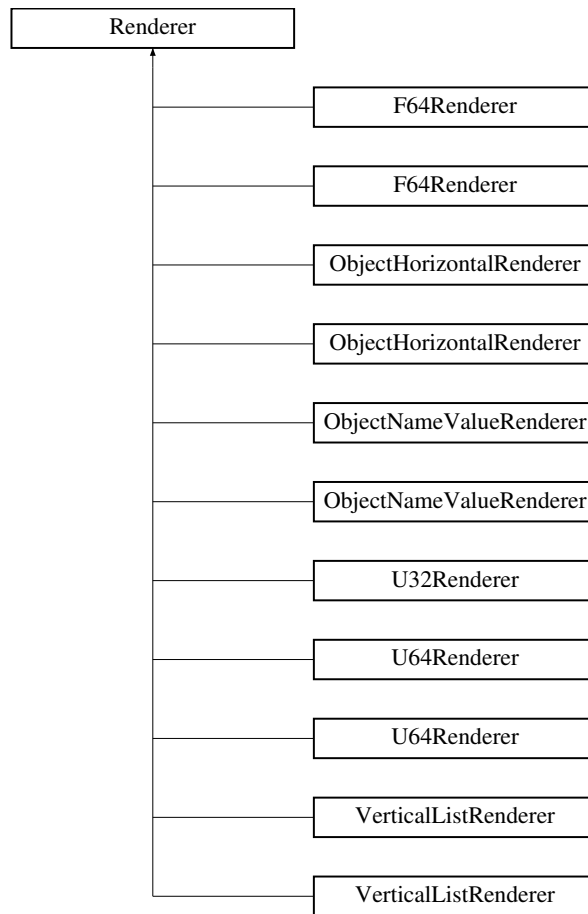 Renderer
F64Renderer
F64Renderer
ObjectHorizontalRenderer
ObjectHorizontalRenderer
ObjectNameValueRenderer
ObjectNameValueRenderer
U32Renderer
U64Renderer
U64Renderer
VerticalListRenderer
VerticalListRenderer